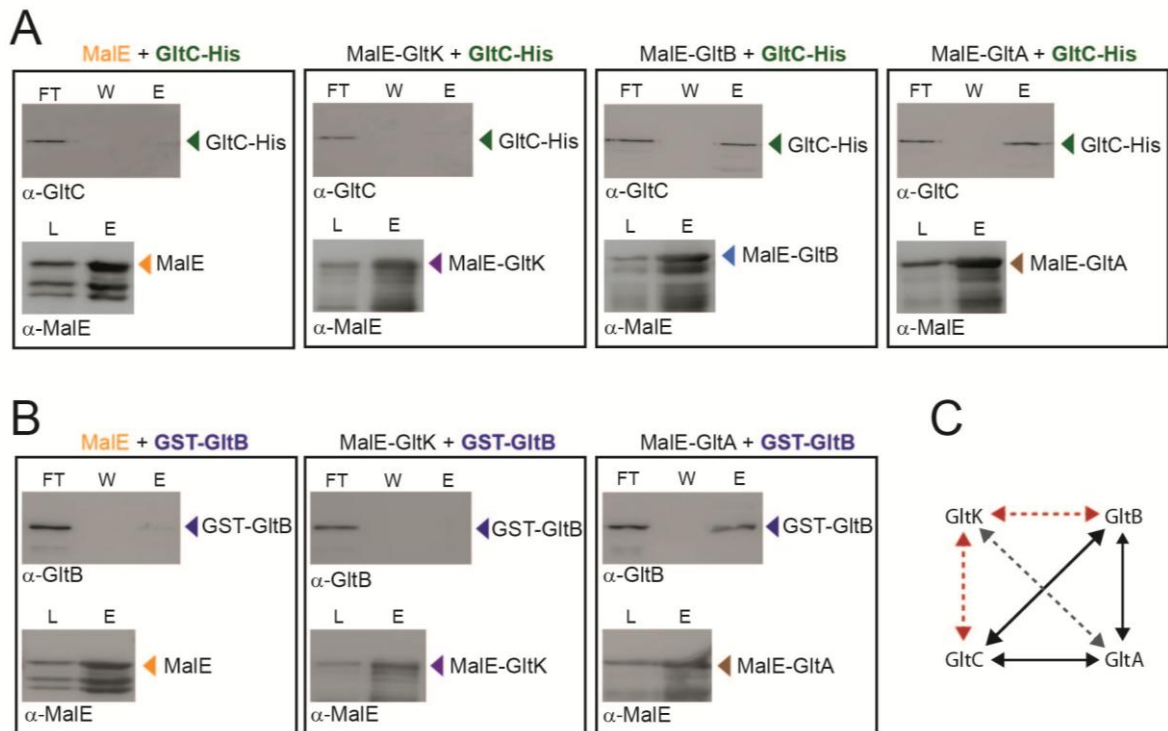 A
MalE + GltC-His
MalE-GltK + GltC-His
MalE-GltB + GltC-His
MalE-GltA + GltC-His
FT W E
FT W E
FT W E
FT W E
GltC-His
GltC-His
GltC-His
GltC-His
α-GltC
α-GltC
α-GltC
α-GltC
L E
L E
L E
L E
MalE
MalE-GltK
MalE-GltB
MalE-GltA
α-MalE
α-MalE
α-MalE
α-MalE
B
MalE + GST-GltB
MalE-GltK + GST-GltB
MalE-GltA + GST-GltB
FT W E
FT W E
FT W E
GST-GltB
GST-GltB
GST-GltB
α-GltB
α-GltB
α-GltB
L E
L E
L E
MalE
MalE-GltK
MalE-GltA
α-MalE
α-MalE
α-MalE
C
GltK GltB
GltC GltA